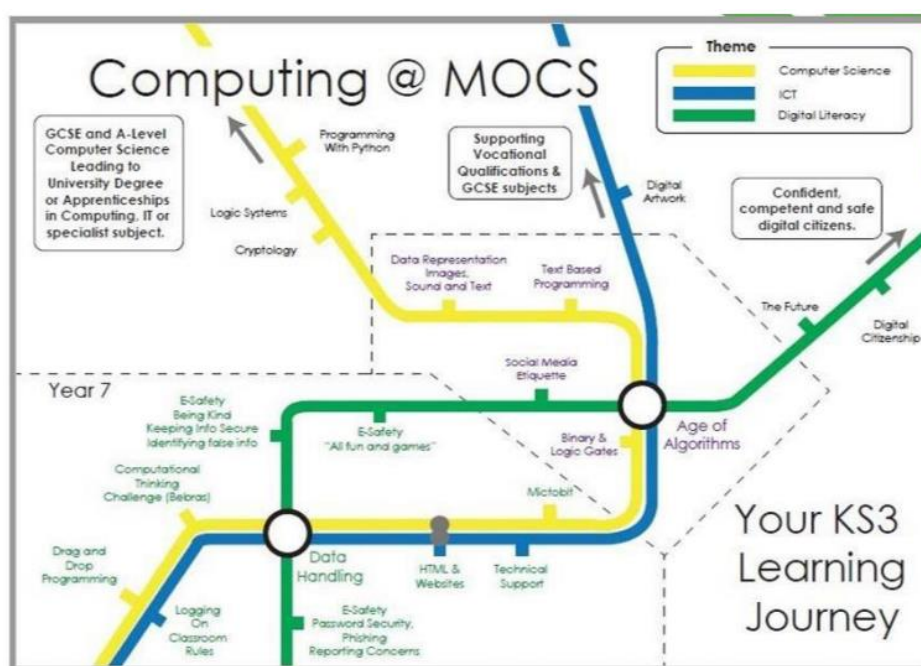 Computing @ MOCS
Theme
Computer Science
ICT
Digital Literacy
GCSE and A-Level
Computer Science
Leading to
University Degree
or Apprenticeships
in Computing, IT or
specialist subject.
Programming
With Python
Logic Systems
Cryptology
Supporting
Vocational
Qualifications &
GCSE subjects
Digital
Artwork
Confident,
competent and safe
digital citizens.
Data Representation
Images,
Sound and Text
Text Based
Programming
The Future
Digital
Citizenship
Social Media
Etiquette
Year 7
E-Safety
Being Kind
Keeping Info Secure
Identifying false info
E-Safety
"All fun and games"
Binary &
Logic Gates
Age of
Algorithms
Computational
Thinking
Challenge (Bebras)
Mictobit
Drag and
Drop
Programming
Data
Handling
HTML &
Websites
Technical
Support
Logging
On
Classroom
Rules
E-Safety
Password Security,
Phishing
Reporting Concerns
Your KS3
Learning
Journey